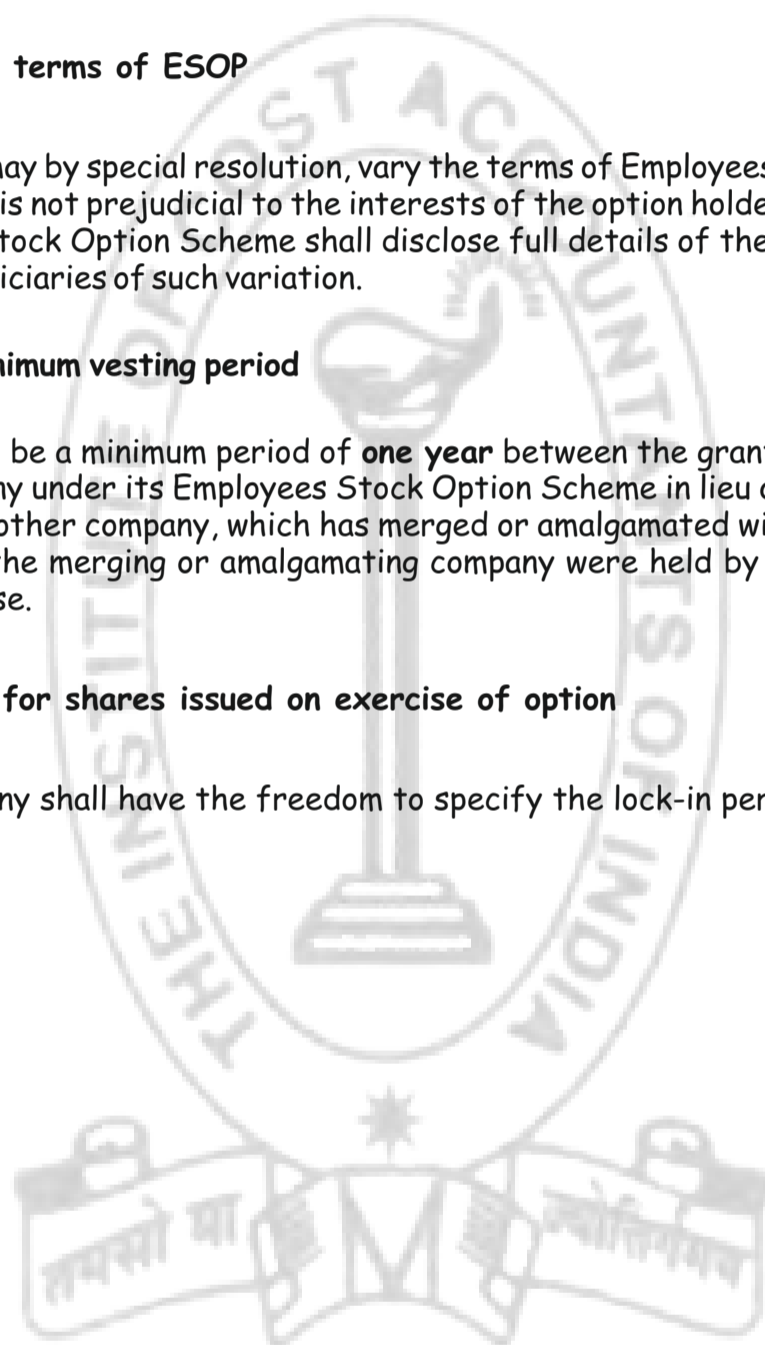 terms of ESOP
ay by special resolution, vary the terms of Employees
is not prejudicial to the interests of the option holde
tock Option Scheme shall disclose full details of the
iciaries of such variation.
nimum vesting period
be a minimum period of one year between the grant
ny under its Employees Stock Option Scheme in lieu o
other company, which has merged or amalgamated wi
the merging or amalgamating company were held by
se.
for shares issued on exercise of option
ny shall have the freedom to specify the lock-in per
THE INSTITUTE OF COST ACCOUNTANTS OF INDIA
तमसो मा ज्योतिर्गमय